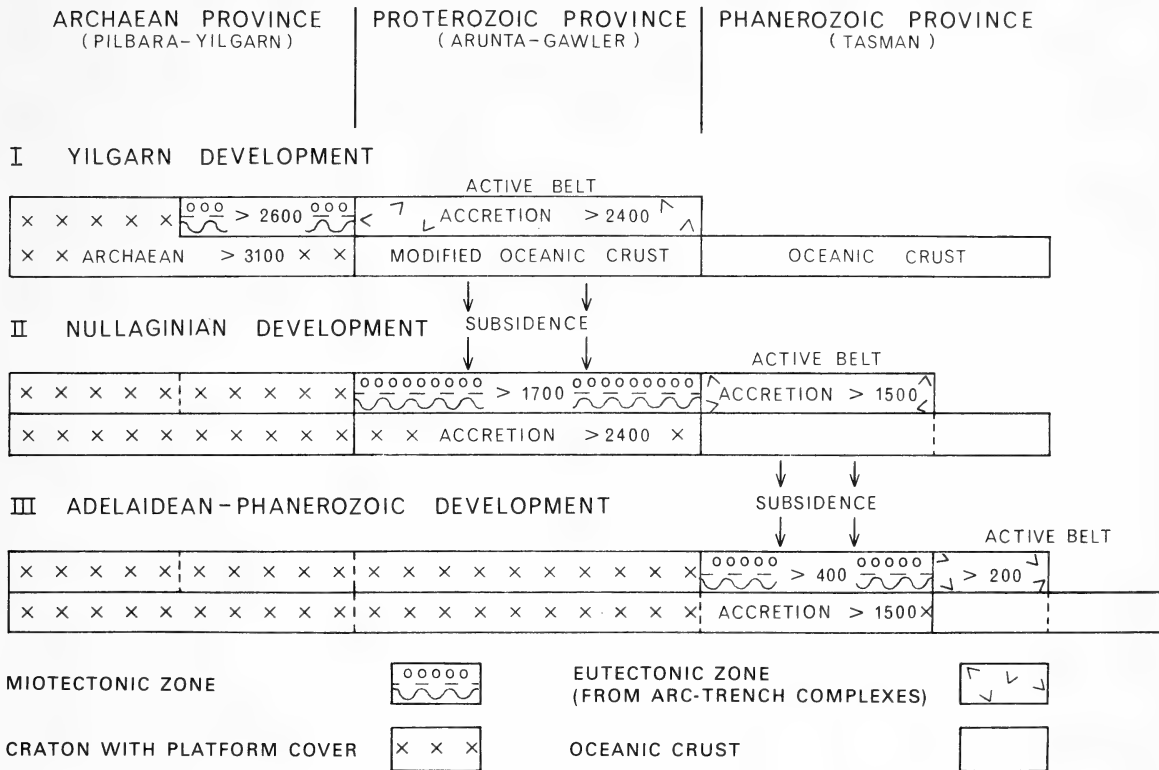 ARCHAEAN PROVINCE
(PILBARA-YILGARN)
PROTEROZOIC PROVINCE
(ARUNTA-GAWLER)
PHANEROZOIC PROVINCE
(TASMAN)
I YILGARN DEVELOPMENT
ACTIVE BELT
> 2600
ACCRETION > 2400
ARCHAEAN > 3100
MODIFIED OCEANIC CRUST
OCEANIC CRUST
II NULLAGINIAN DEVELOPMENT
SUBSIDENCE
ACTIVE BELT
> 1700
ACCRETION > 1500
ACCRETION > 2400
III ADELAIDEAN-PHANEROZOIC DEVELOPMENT
SUBSIDENCE
ACTIVE BELT
> 400
> 200
ACCRETION > 1500
MIOTECTONIC ZONE
EUTECTONIC ZONE
(FROM ARC-TRENCH COMPLEXES)
CRATON WITH PLATFORM COVER
OCEANIC CRUST